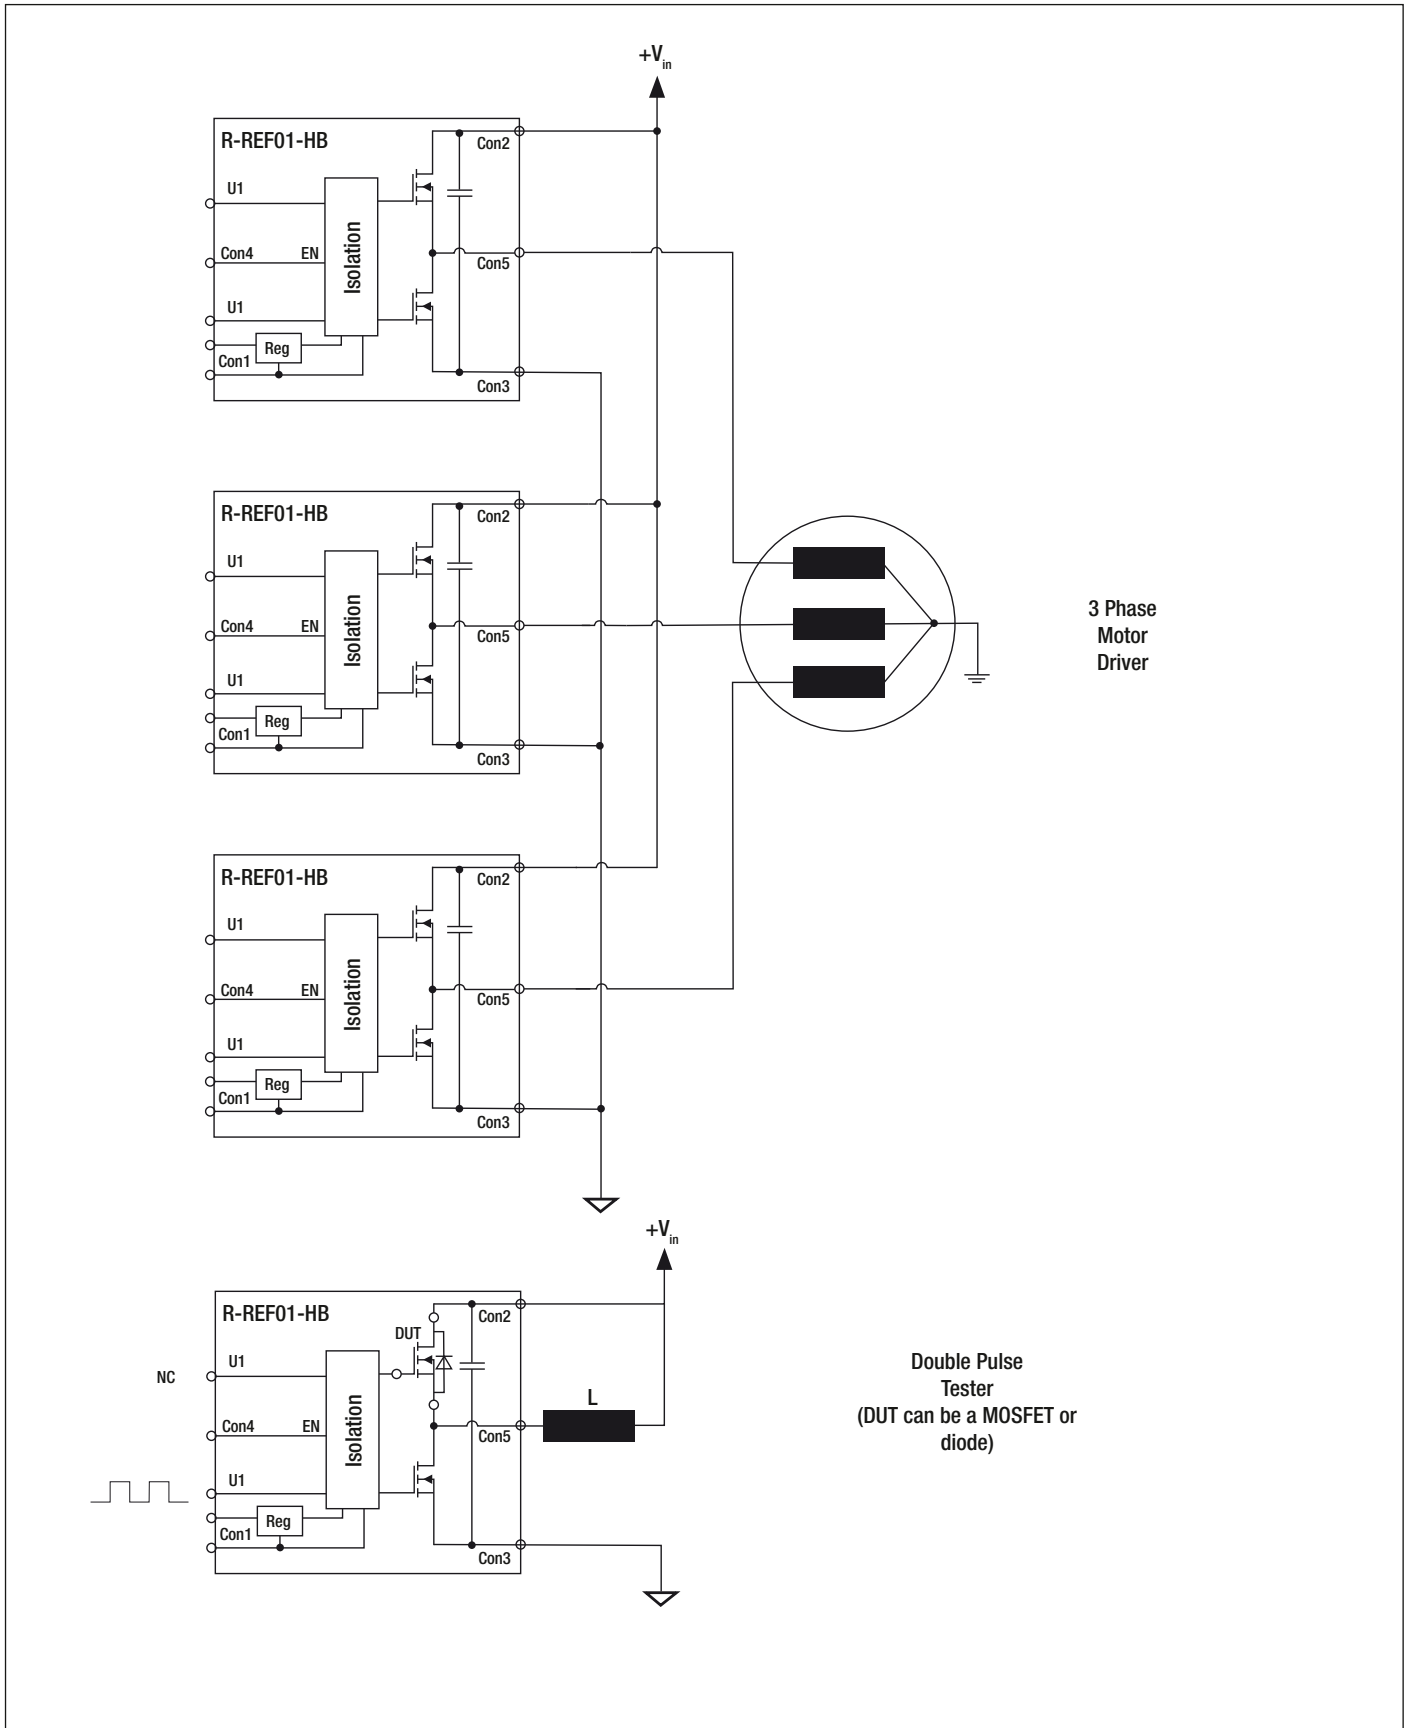 +Vin
R-REF01-HB
Con2
U1
Isolation
Con4 EN
Con5
U1
Reg
Con1
Con3
R-REF01-HB
Con2
U1
Isolation
Con4 EN
Con5
U1
Reg
Con1
Con3
3 Phase
Motor
Driver
R-REF01-HB
Con2
U1
Isolation
Con4 EN
Con5
U1
Reg
Con1
Con3
+Vin
R-REF01-HB
Con2
DUT
NC
U1
Isolation
L
Con4 EN
Con5
U1
Reg
Con1
Con3
Double Pulse
Tester
(DUT can be a MOSFET or
diode)